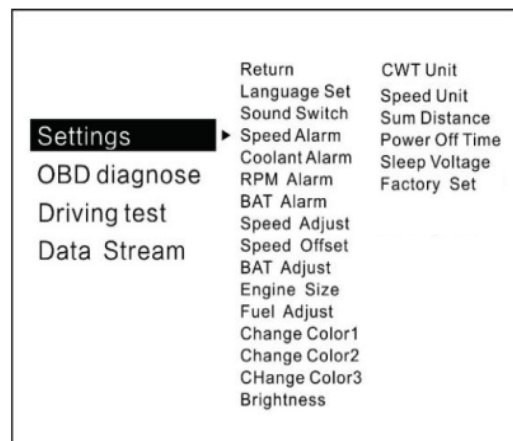 Settings
OBD diagnose
Driving test
Data Stream
Return
Language Set
Sound Switch
Speed Alarm
Coolant Alarm
RPM Alarm
BAT Alarm
Speed Adjust
Speed Offset
BAT Adjust
Engine Size
Fuel Adjust
Change Color1
Change Color2
CHange Color3
Brightness
CWT Unit
Speed Unit
Sum Distance
Power Off Time
Sleep Voltage
Factory Set